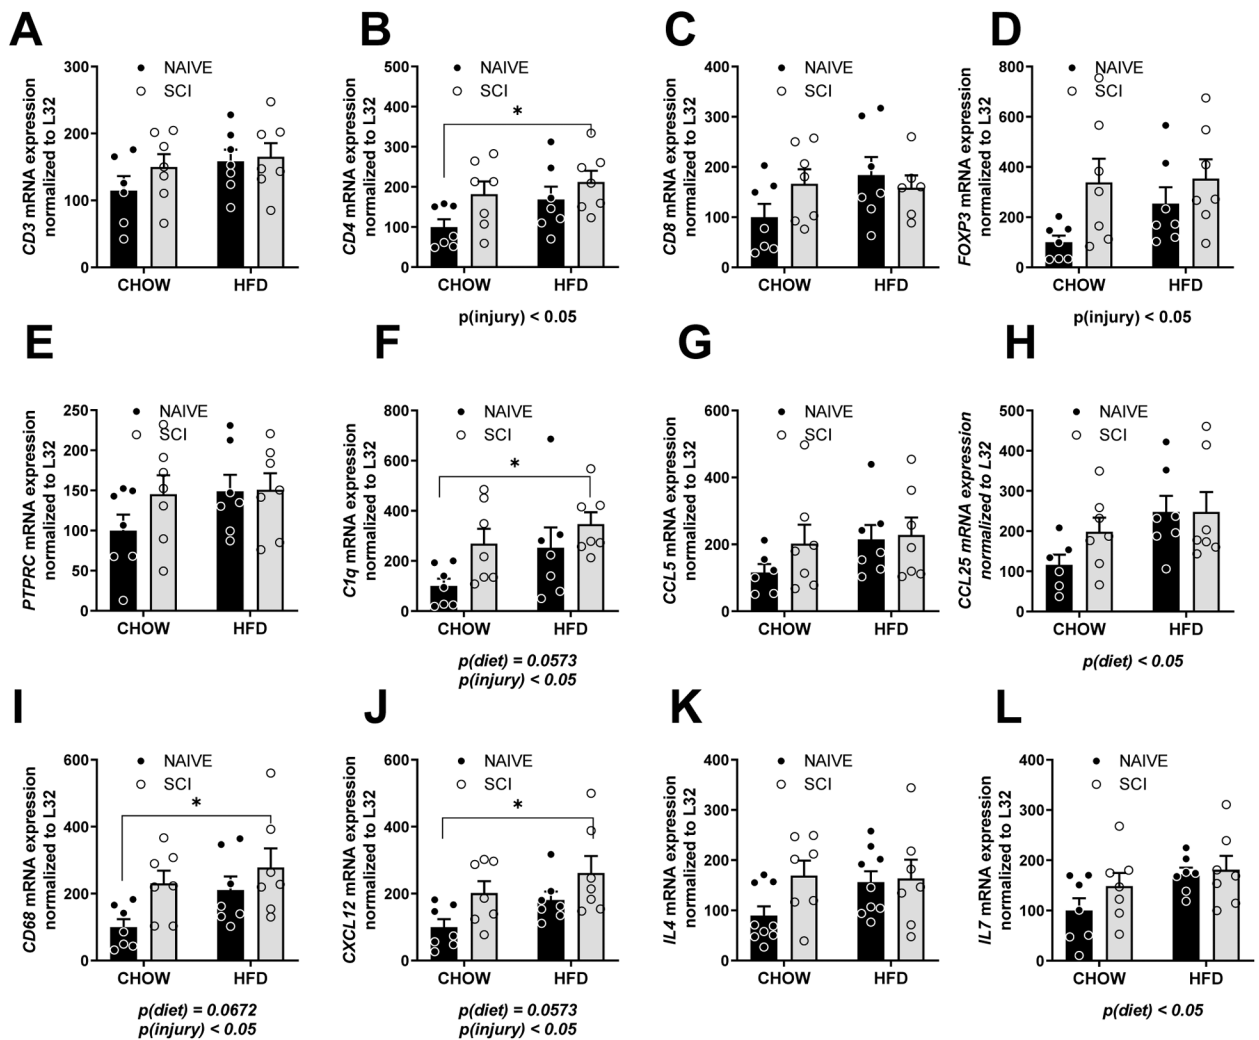 A
CD3 mRNA expression
normalized to L32
300
200
100
0
NAIVE
SCI
CHOW HFD
B
CD4 mRNA expression
normalized to L32
500
400
300
200
100
0
NAIVE
SCI
*
CHOW HFD
p(injury) < 0.05
C
CD8 mRNA expression
normalized to L32
400
300
200
100
0
NAIVE
SCI
CHOW HFD
D
FOXP3 mRNA expression
normalized to L32
800
600
400
200
0
NAIVE
SCI
CHOW HFD
p(injury) < 0.05
E
PTPRC mRNA expression
normalized to L32
250
200
150
100
50
0
NAIVE
SCI
CHOW HFD
F
C1q mRNA expression
normalized to L32
800
600
400
200
0
NAIVE
SCI
*
CHOW HFD
p(diet) = 0.0573
p(injury) < 0.05
G
CCL5 mRNA expression
normalized to L32
600
400
200
0
NAIVE
SCI
CHOW HFD
H
CCL25 mRNA expression
normalized to L32
500
400
300
200
100
0
NAIVE
SCI
CHOW HFD
p(diet) < 0.05
I
CD68 mRNA expression
normalized to L32
600
400
200
0
NAIVE
SCI
*
CHOW HFD
p(diet) = 0.0672
p(injury) < 0.05
J
CXCL12 mRNA expression
normalized to L32
600
400
200
0
NAIVE
SCI
*
CHOW HFD
p(diet) = 0.0573
p(injury) < 0.05
K
IL4 mRNA expression
normalized to L32
400
300
200
100
0
NAIVE
SCI
CHOW HFD
L
IL7 mRNA expression
normalized to L32
400
300
200
100
0
NAIVE
SCI
CHOW HFD
p(diet) < 0.05